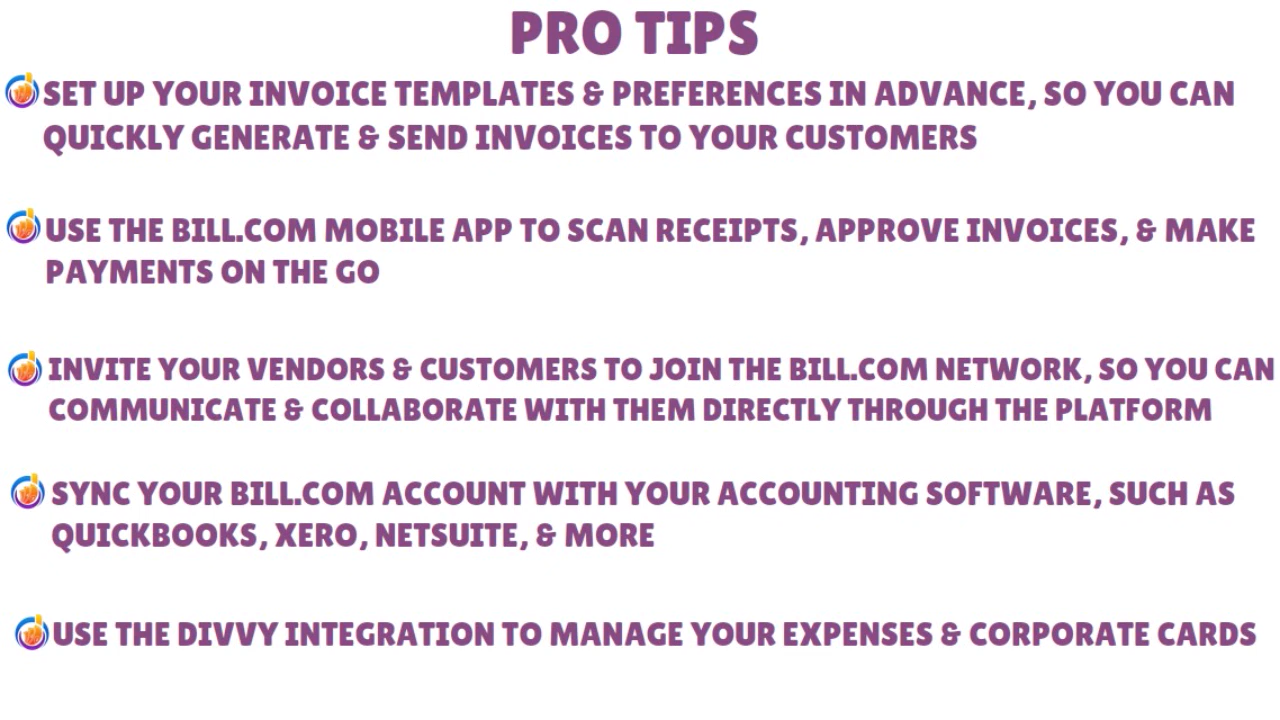 PRO TIPS
SET UP YOUR INVOICE TEMPLATES & PREFERENCES IN ADVANCE, SO YOU CAN
QUICKLY GENERATE & SEND INVOICES TO YOUR CUSTOMERS
USE THE BILL.COM MOBILE APP TO SCAN RECEIPTS, APPROVE INVOICES, & MAKE
PAYMENTS ON THE GO
INVITE YOUR VENDORS & CUSTOMERS TO JOIN THE BILL.COM NETWORK, SO YOU CAN
COMMUNICATE & COLLABORATE WITH THEM DIRECTLY THROUGH THE PLATFORM
SYNC YOUR BILL.COM ACCOUNT WITH YOUR ACCOUNTING SOFTWARE, SUCH AS
QUICKBOOKS, XERO, NETSUITE, & MORE
USE THE DIVVY INTEGRATION TO MANAGE YOUR EXPENSES & CORPORATE CARDS